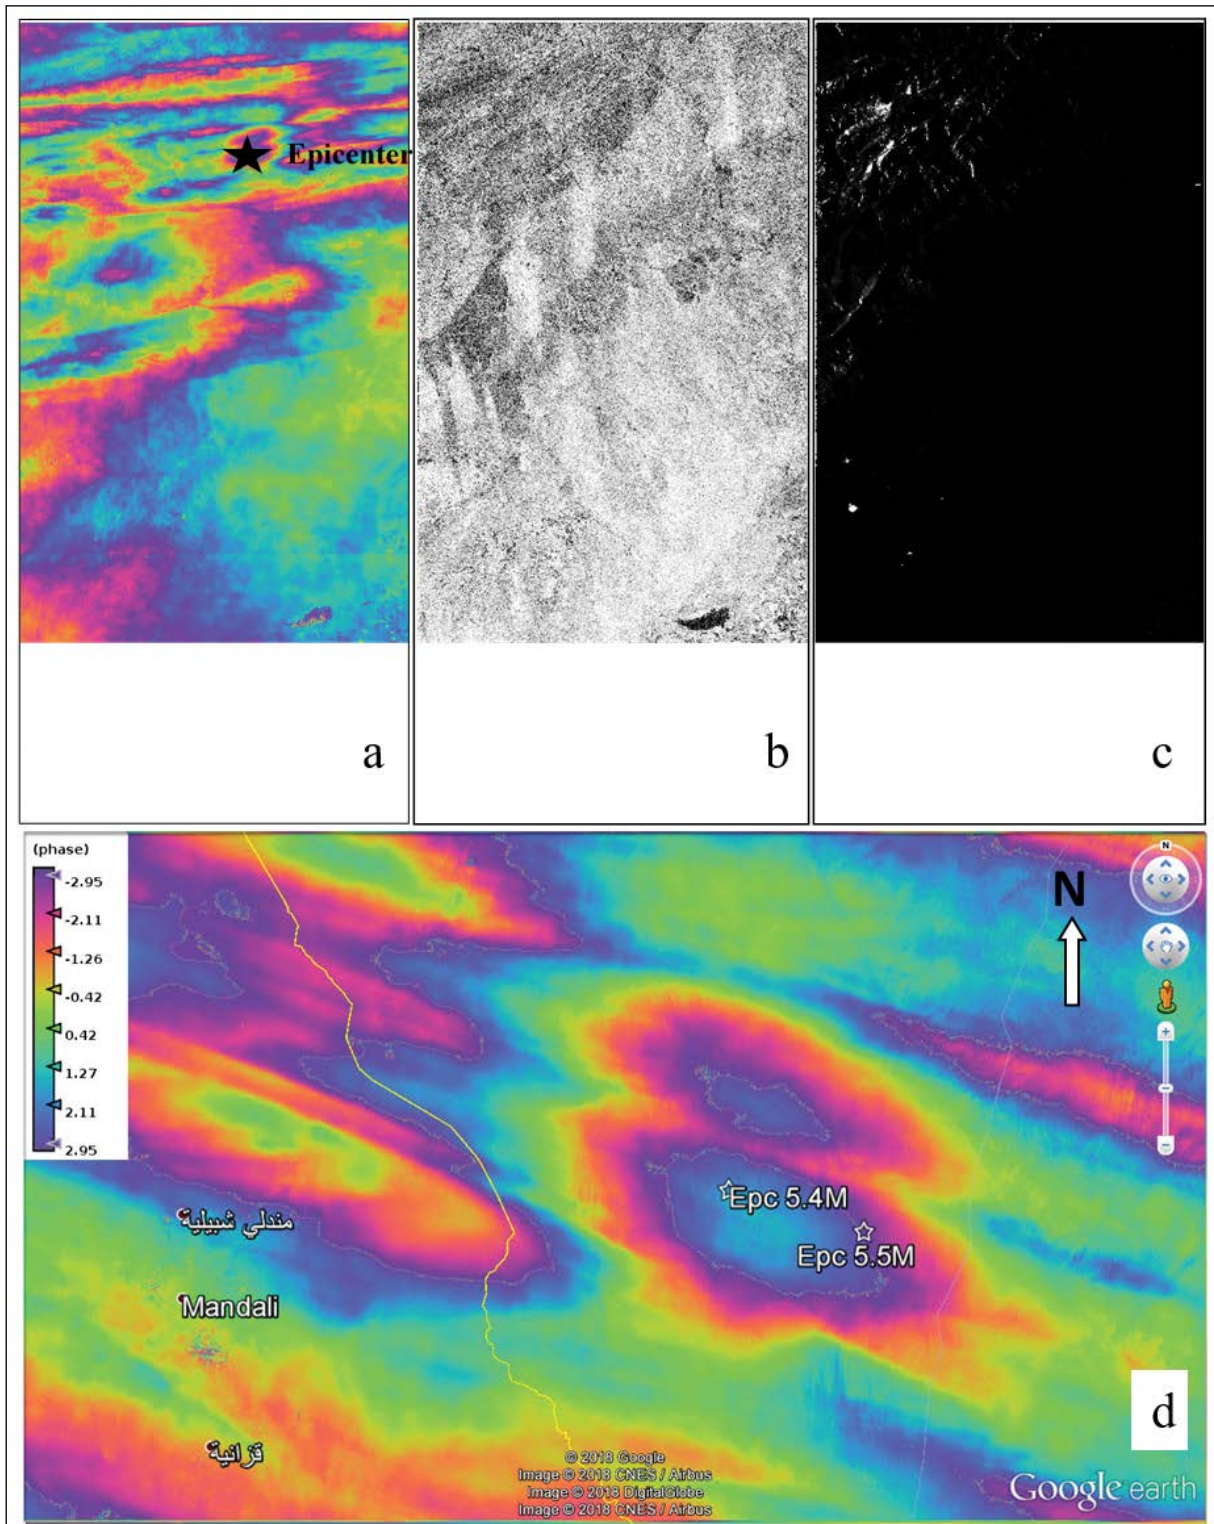 Epicenter
a
b
c
(phase)
-2.95
-2.11
-1.26
-0.42
0.42
1.27
2.11
2.95
N
N
Epc 5.4M
Epc 5.5M
مندلي شبيلية
Mandali
قزانية
d
© 2018 Google
Image © 2018 CNES / Airbus
Image © 2018 DigitalGlobe
Image © 2018 CNES / Airbus
Google earth